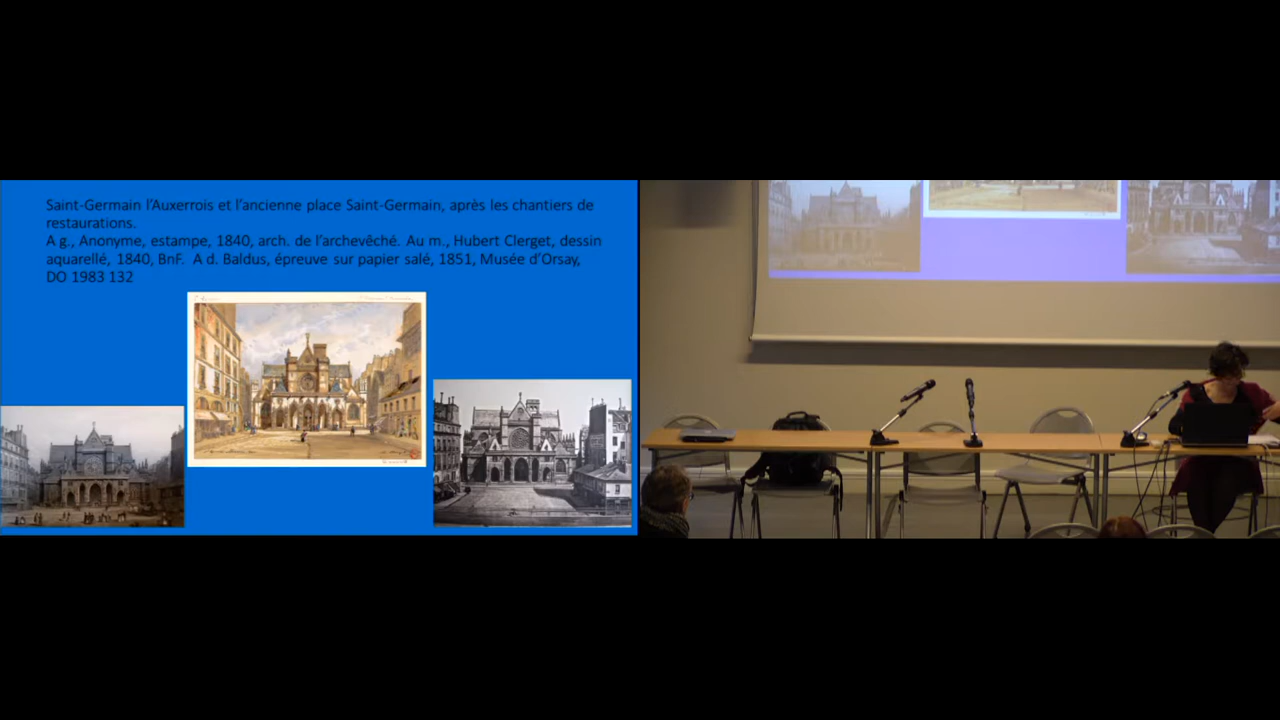 Saint-Germain l'Auxerrois et l'ancienne place Saint-Germain, après les chantiers de
restaurations.
A g., Anonyme, estampe, 1840, arch. de l'archevêché. Au m., Hubert Clerget, dessin
aquarellé, 1840, BnF. A d. Baldus, épreuve sur papier salé, 1851, Musée d'Orsay,
DO 1983 132